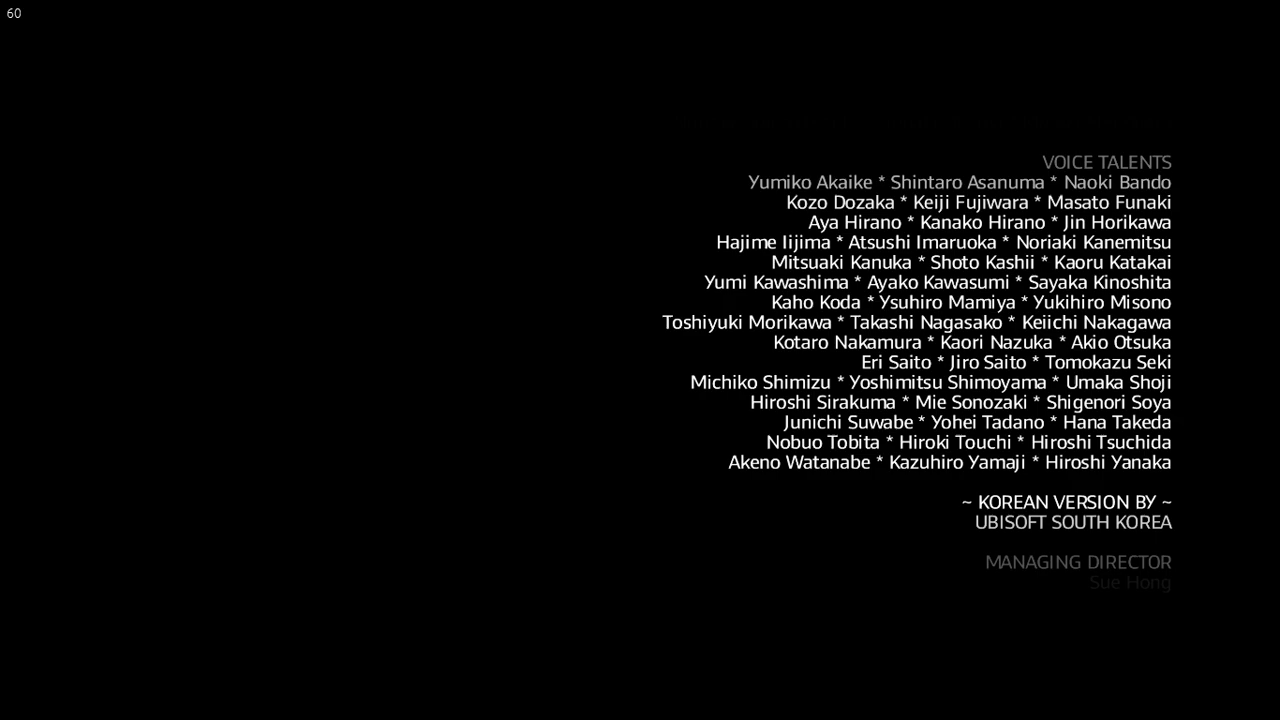 60
VOICE TALENTS
Yumiko Akaike * Shintaro Asanuma * Naoki Bando
Kozo Dozaka * Keiji Fujiwara * Masato Funaki
Aya Hirano * Kanako Hirano * Jin Horikawa
Hajime Iijima * Atsushi Imaruoka * Noriaki Kanemitsu
Mitsuaki Kanuka * Shoto Kashii * Kaoru Katakai
Yumi Kawashima * Ayako Kawasumi * Sayaka Kinoshita
Kaho Koda * Ysuhiro Mamiya * Yukihiro Misono
Toshiyuki Morikawa * Takashi Nagasako * Keiichi Nakagawa
Kotaro Nakamura * Kaori Nazuka * Akio Otsuka
Eri Saito * Jiro Saito * Tomokazu Seki
Michiko Shimizu * Yoshimitsu Shimoyama * Umaka Shoji
Hiroshi Sirakuma * Mie Sonozaki * Shigenori Soya
Junichi Suwabe * Yohei Tadano * Hana Takeda
Nobuo Tobita * Hiroki Touchi * Hiroshi Tsuchida
Akeno Watanabe * Kazuhiro Yamaji * Hiroshi Yanaka
~ KOREAN VERSION BY ~
UBISOFT SOUTH KOREA
MANAGING DIRECTOR
Sue Hong